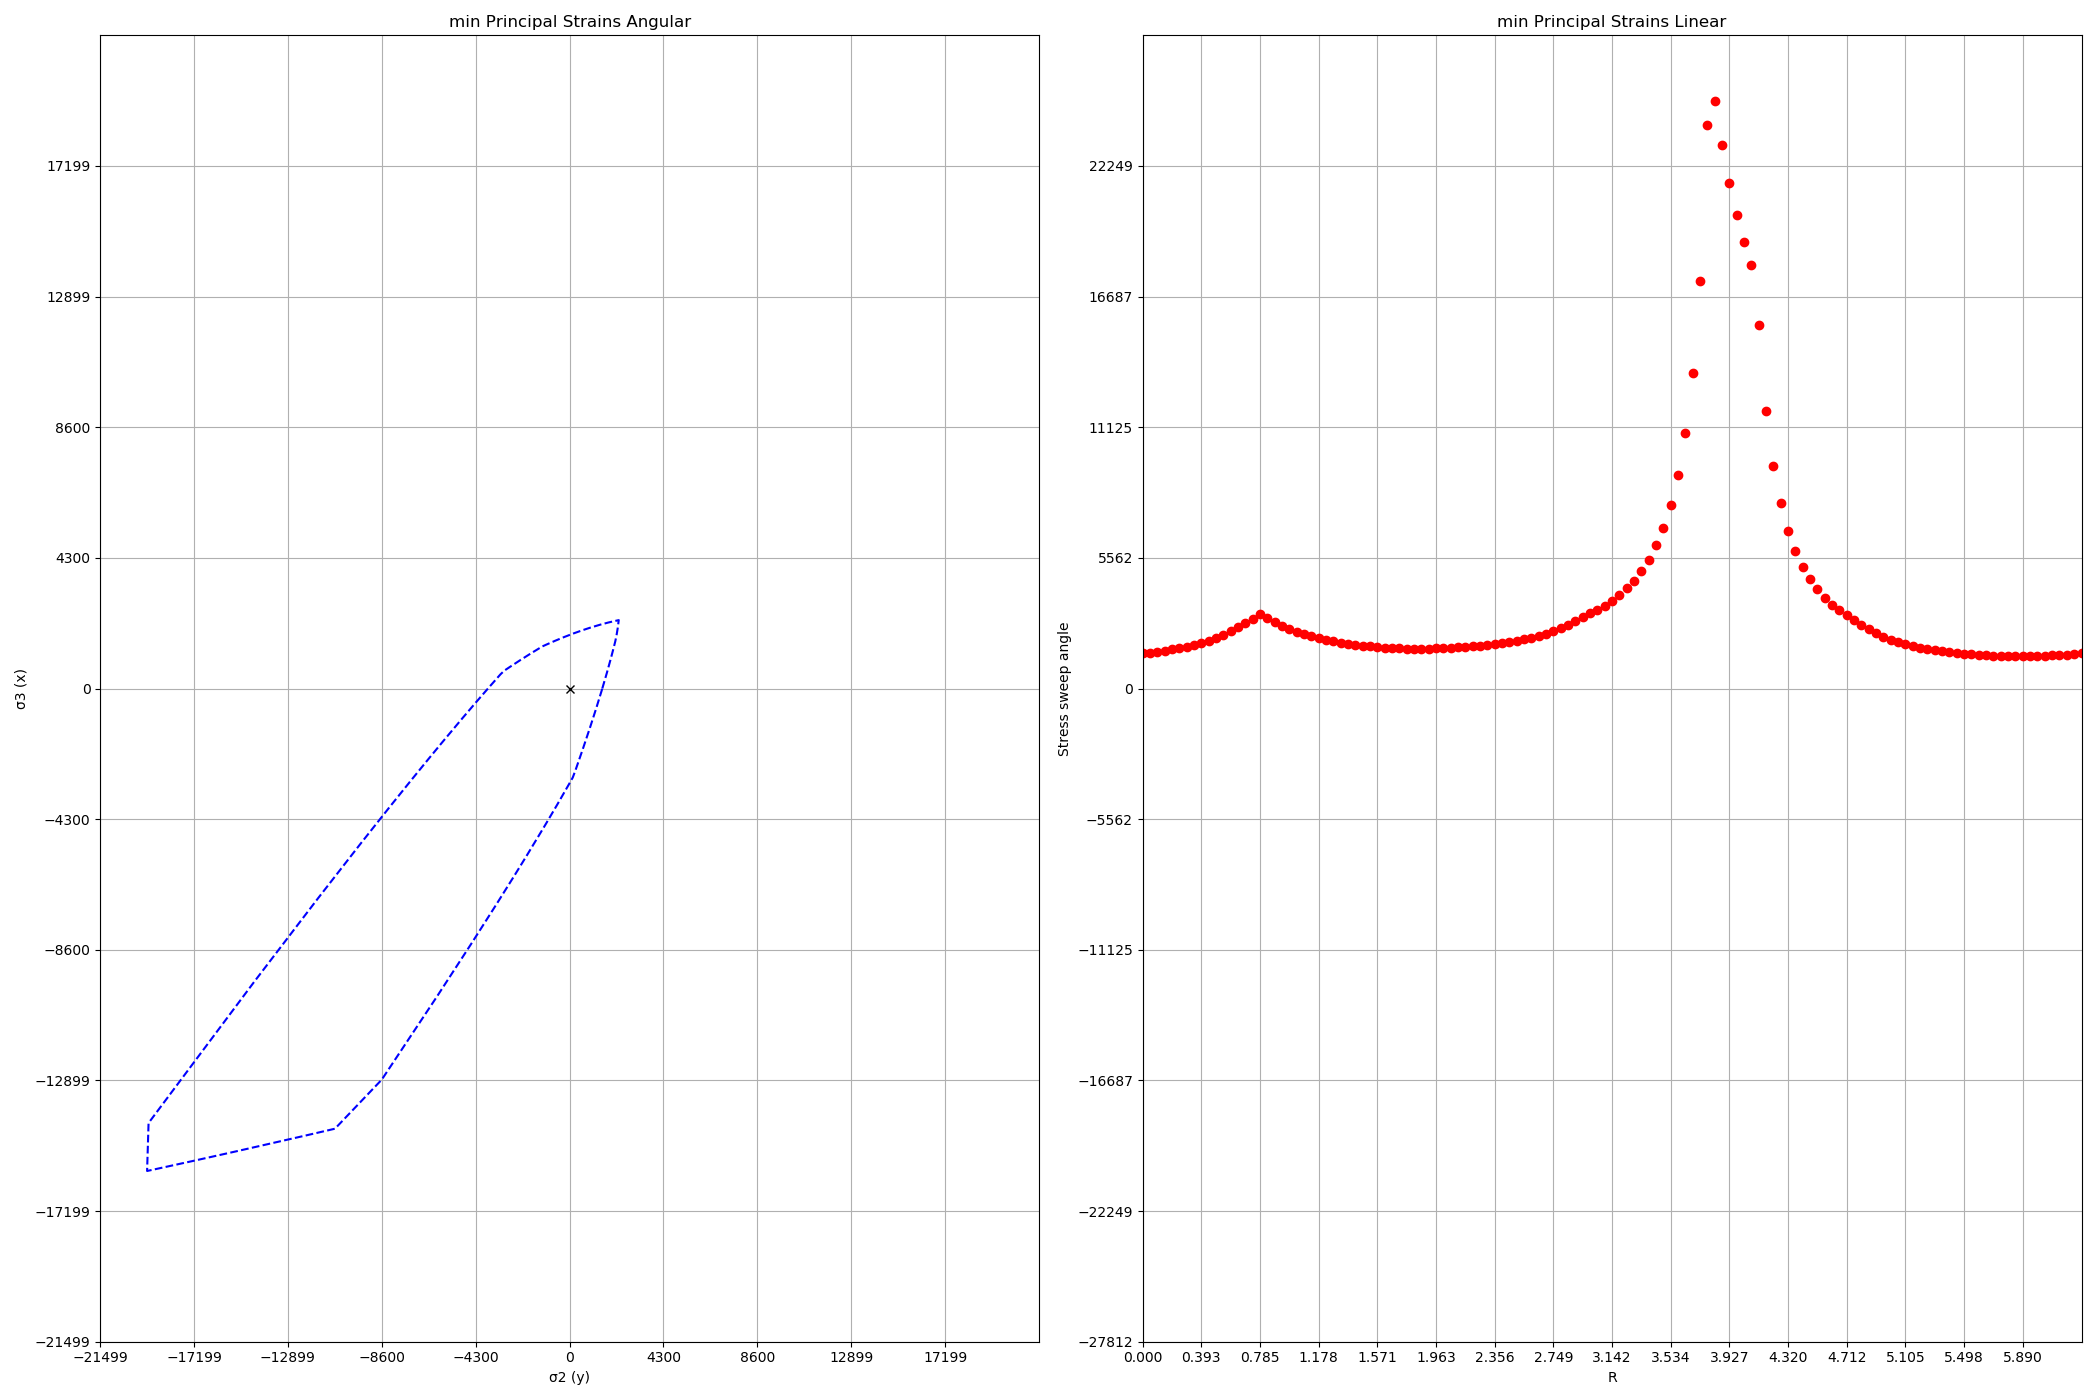 min Principal Strains Angular
17199
12899
8600
4300
0
−4300
−8600
−12899
−17199
−21499
σ3 (x)
−21499 −17199 −12899 −8600 −4300 0 4300 8600 12899 17199
σ2 (y)
min Principal Strains Linear
22249
16687
11125
5562
0
−5562
−11125
−16687
−22249
−27812
Stress sweep angle
0.000 0.393 0.785 1.178 1.571 1.963 2.356 2.749 3.142 3.534 3.927 4.320 4.712 5.105 5.498 5.890
R